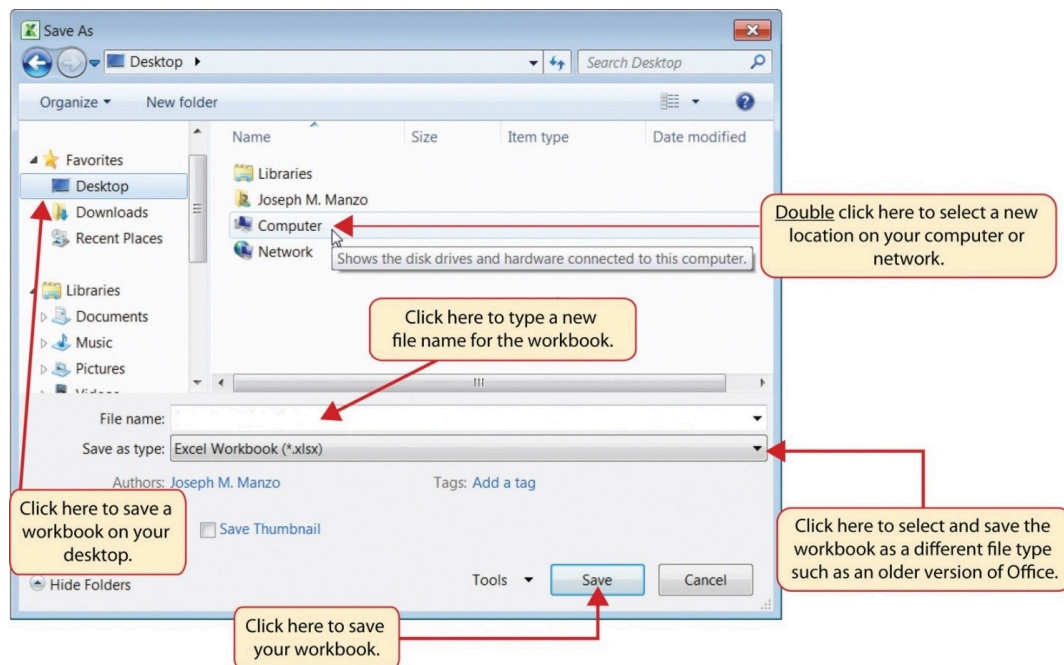 Save As
Desktop
Search Desktop
Organize New folder
Name Size Item type Date modified
Favorites
Desktop
Downloads
Recent Places
Libraries
Documents
Music
Pictures
Videos
Libraries
Joseph M. Manzo
Computer
Network
Shows the disk drives and hardware connected to this computer.
Double click here to select a new
location on your computer or
network.
Click here to type a new
file name for the workbook.
File name:
Save as type: Excel Workbook (*.xlsx)
Authors: Joseph M. Manzo Tags: Add a tag
Save Thumbnail
Click here to save a
workbook on your
desktop.
Click here to select and save the
workbook as a different file type
such as an older version of Office.
Hide Folders Tools Save Cancel
Click here to save
your workbook.